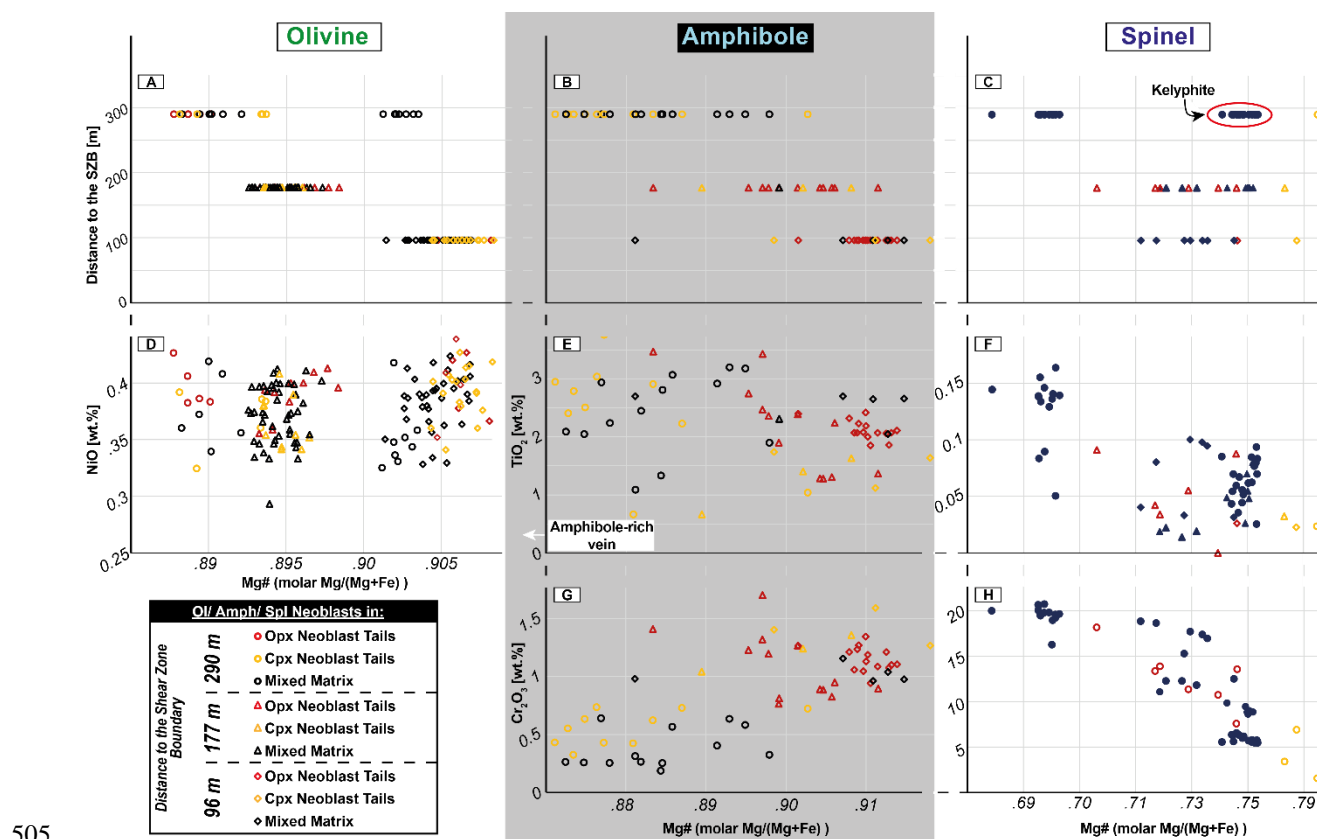 Olivine
Amphibole
Spinel
A
B
C
Kelyphite
Distance to the SZB [m]
300
200
100
0
D
E
F
NiO [wt.%]
0.4
0.35
0.3
0.25
.89
.895
.90
.905
Mg# (molar Mg/(Mg+Fe) )
TiO2 [wt.%]
3
2
1
0
Amphibole-rich
vein
0.15
0.1
0.05
G
H
Cr2O3 [wt.%]
1.5
1
0.5
0
.88
.89
.90
.91
Mg# (molar Mg/(Mg+Fe) )
20
15
10
5
.69
.70
.71
.73
.75
.79
Mg# (molar Mg/(Mg+Fe) )
Ol/ Amph/ Spl Neoblasts in:
Distance to the Shear Zone
Boundary
290 m
Opx Neoblast Tails
Cpx Neoblast Tails
Mixed Matrix
177 m
Opx Neoblast Tails
Cpx Neoblast Tails
Mixed Matrix
96 m
Opx Neoblast Tails
Cpx Neoblast Tails
Mixed Matrix
505